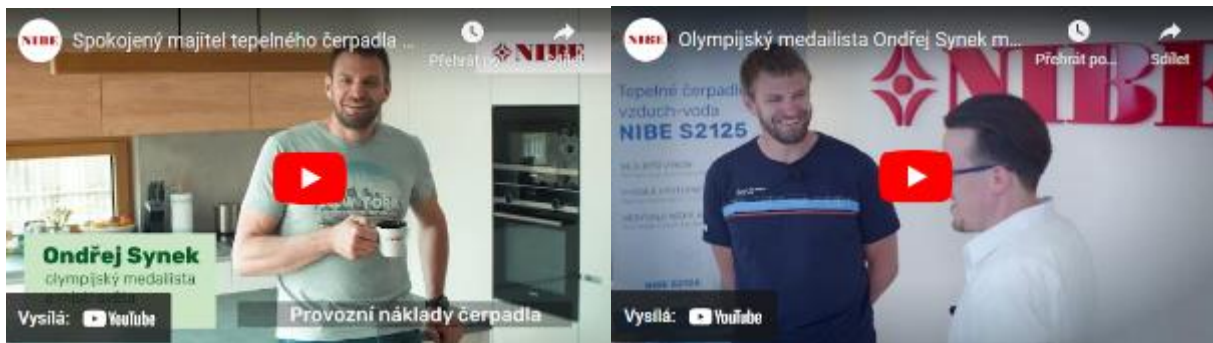 NIBE Spokojený majitel tepelného čerpadla ...
Přehrát po...
Sdílet
NIBE
Ondřej Synek
olympijský medailista
Provozní náklady čerpadla
Vysílá: YouTube
NIBE Olympijský medailista Ondřej Synek m...
Přehrát po...
Sdílet
NIBE
Tepelné čerpadlo
vzduch-voda
NIBE S2125
Vysílá: YouTube